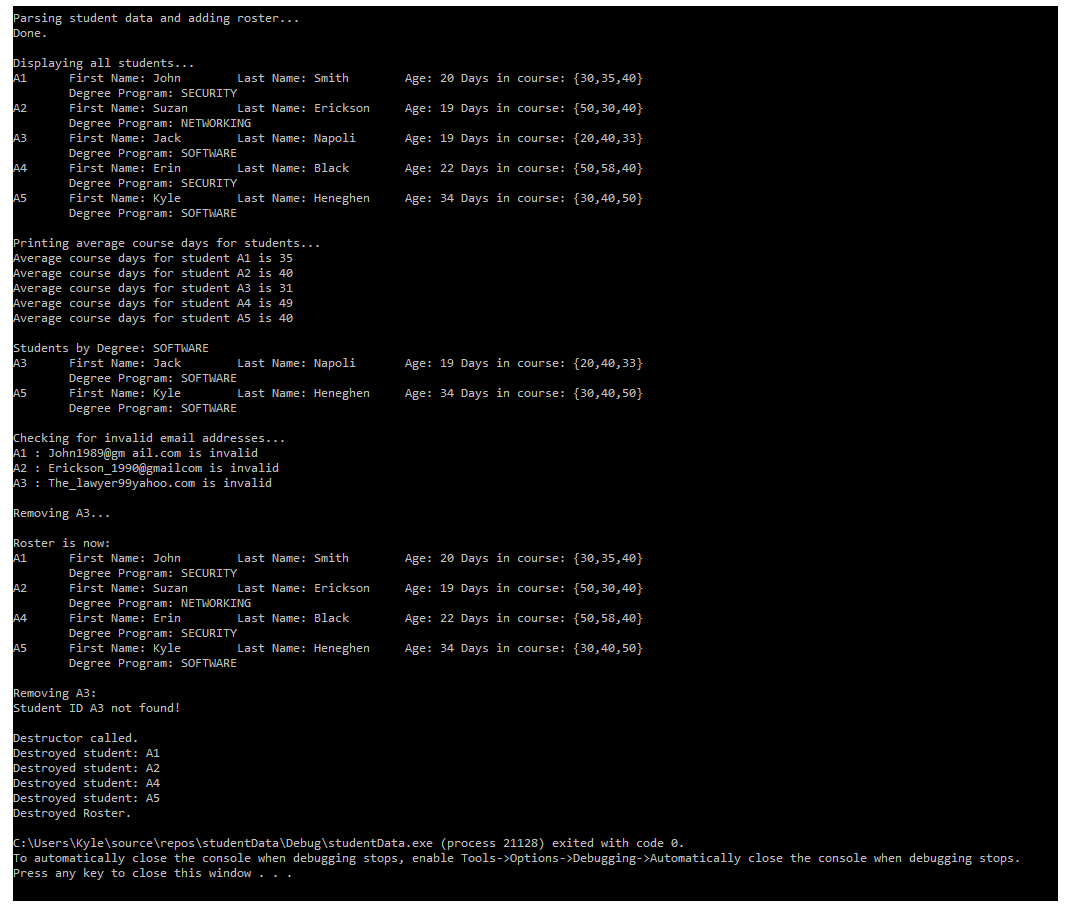 Parsing student data and adding roster...
Done.
Displaying all students...
A1 First Name: John Last Name: Smith Age: 20 Days in course: {30,35,40}
Degree Program: SECURITY
A2 First Name: Suzan Last Name: Erickson Age: 19 Days in course: {50,30,40}
Degree Program: NETWORKING
A3 First Name: Jack Last Name: Napoli Age: 19 Days in course: {20,40,33}
Degree Program: SOFTWARE
A4 First Name: Erin Last Name: Black Age: 22 Days in course: {50,58,40}
Degree Program: SECURITY
A5 First Name: Kyle Last Name: Heneghen Age: 34 Days in course: {30,40,50}
Degree Program: SOFTWARE
Printing average course days for students...
Average course days for student A1 is 35
Average course days for student A2 is 40
Average course days for student A3 is 31
Average course days for student A4 is 49
Average course days for student A5 is 40
Students by Degree: SOFTWARE
A3 First Name: Jack Last Name: Napoli Age: 19 Days in course: {20,40,33}
Degree Program: SOFTWARE
A5 First Name: Kyle Last Name: Heneghen Age: 34 Days in course: {30,40,50}
Degree Program: SOFTWARE
Checking for invalid email addresses...
A1 : John1989@gm ail.com is invalid
A2 : Erickson_1990@gmailcom is invalid
A3 : The_lawyer99yahoo.com is invalid
Removing A3...
Roster is now:
A1 First Name: John Last Name: Smith Age: 20 Days in course: {30,35,40}
Degree Program: SECURITY
A2 First Name: Suzan Last Name: Erickson Age: 19 Days in course: {50,30,40}
Degree Program: NETWORKING
A4 First Name: Erin Last Name: Black Age: 22 Days in course: {50,58,40}
Degree Program: SECURITY
A5 First Name: Kyle Last Name: Heneghen Age: 34 Days in course: {30,40,50}
Degree Program: SOFTWARE
Removing A3:
Student ID A3 not found!
Destructor called.
Destroyed student: A1
Destroyed student: A2
Destroyed student: A4
Destroyed student: A5
Destroyed Roster.
C:\Users\Kyle\source\repos\studentData\Debug\studentData.exe (process 21128) exited with code 0.
To automatically close the console when debugging stops, enable Tools->Options->Debugging->Automatically close the console when debugging stops.
Press any key to close this window . . .